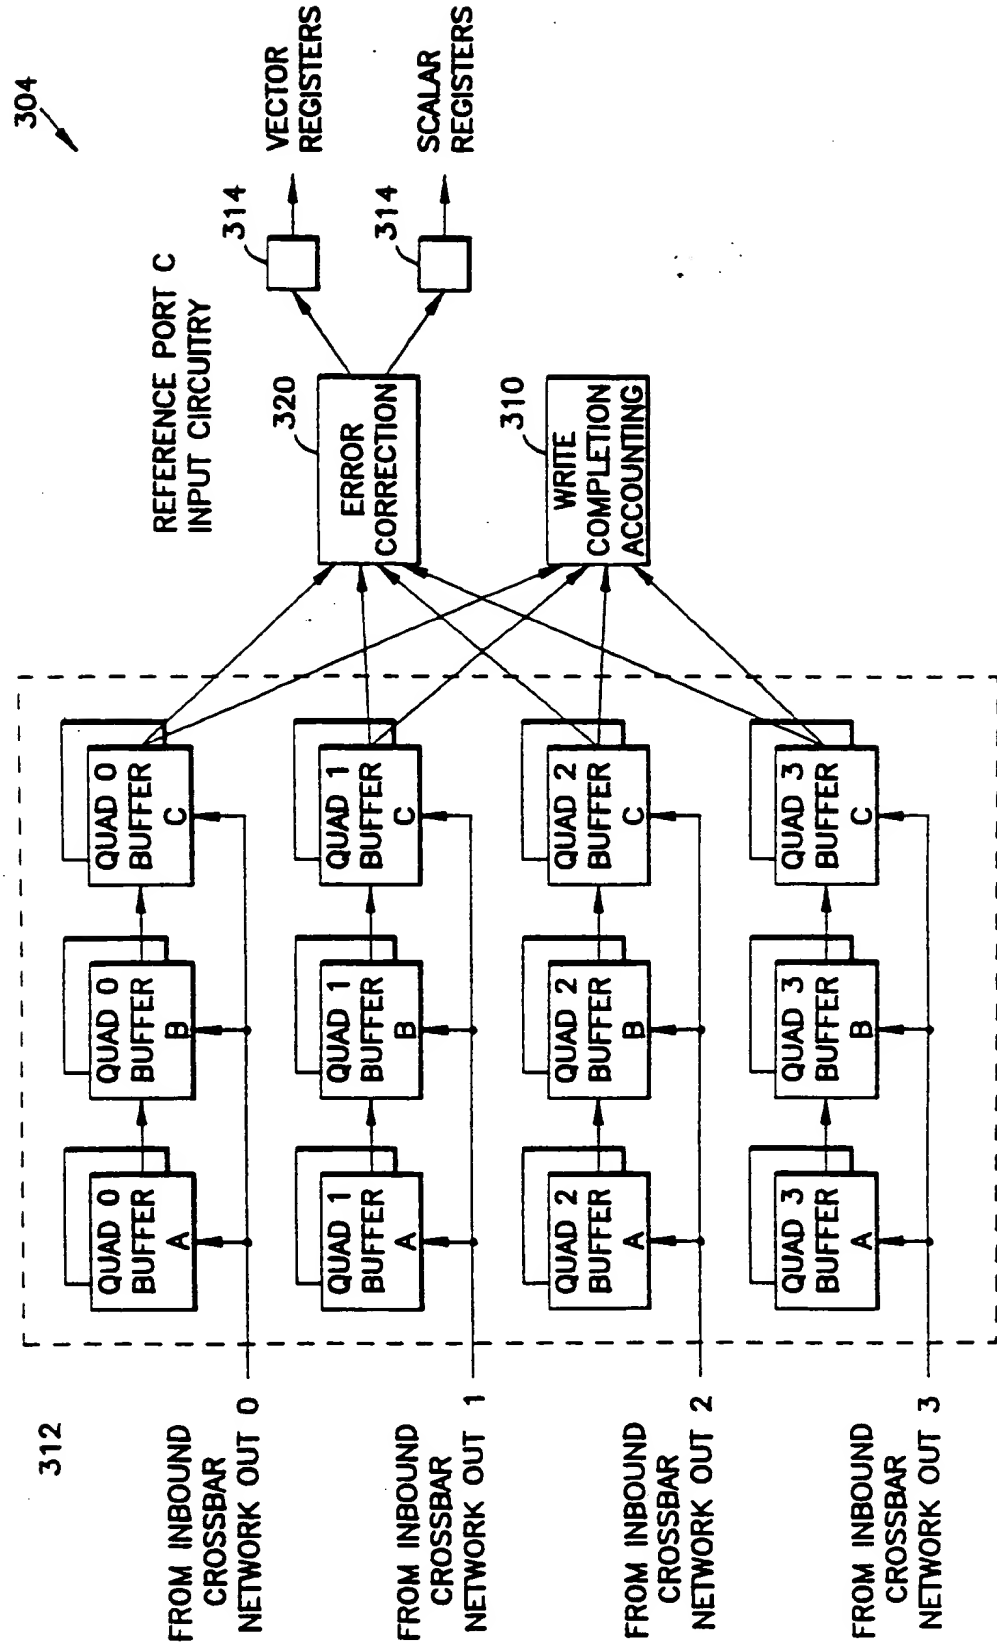 304
REFERENCE PORT C
INPUT CIRCUITRY
312
FROM INBOUND
CROSSBAR
NETWORK OUT 0
QUAD 0
BUFFER
A
QUAD 0
BUFFER
B
QUAD 0
BUFFER
C
FROM INBOUND
CROSSBAR
NETWORK OUT 1
QUAD 1
BUFFER
A
QUAD 1
BUFFER
B
QUAD 1
BUFFER
C
FROM INBOUND
CROSSBAR
NETWORK OUT 2
QUAD 2
BUFFER
A
QUAD 2
BUFFER
B
QUAD 2
BUFFER
C
FROM INBOUND
CROSSBAR
NETWORK OUT 3
QUAD 3
BUFFER
A
QUAD 3
BUFFER
B
QUAD 3
BUFFER
C
320
ERROR
CORRECTION
310
WRITE
COMPLETION
ACCOUNTING
314
VECTOR
REGISTERS
314
SCALAR
REGISTERS